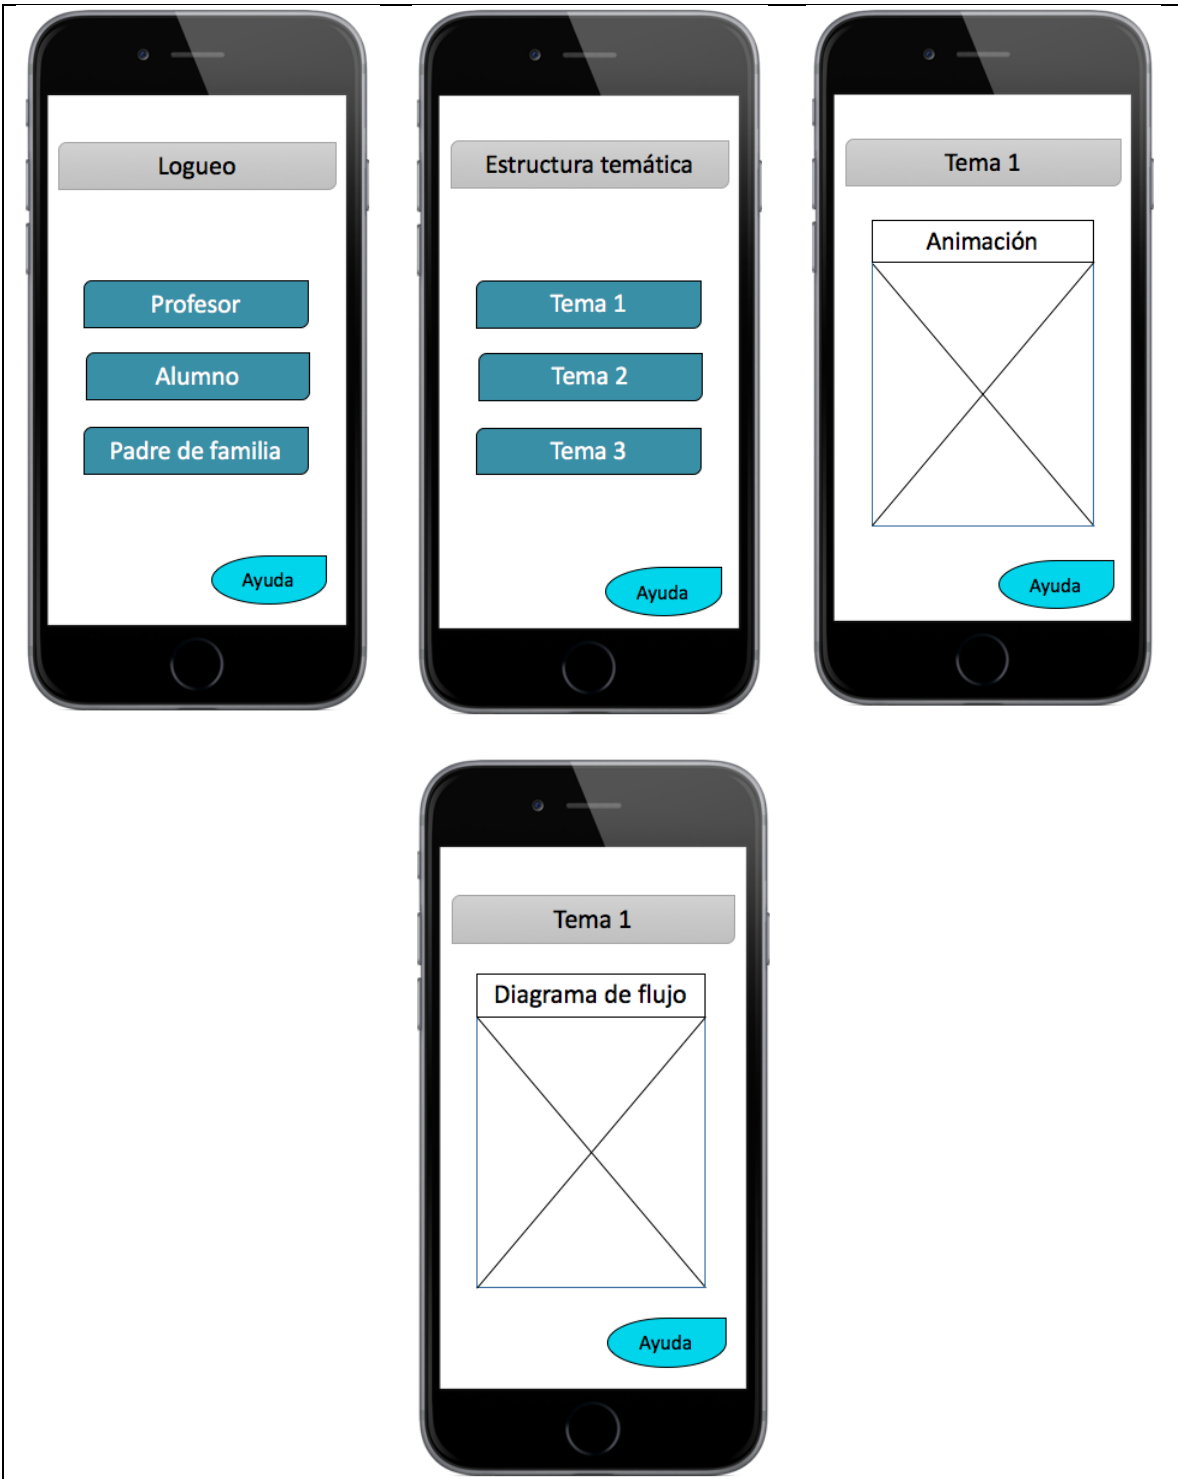 Logueo
Profesor
Alumno
Padre de familia
Ayuda
Estructura temática
Tema 1
Tema 2
Tema 3
Ayuda
Tema 1
Animación
Ayuda
Tema 1
Diagrama de flujo
Ayuda